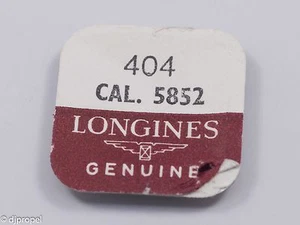 404
CAL. 5852
LONGINES
GENUINE
© djpropel